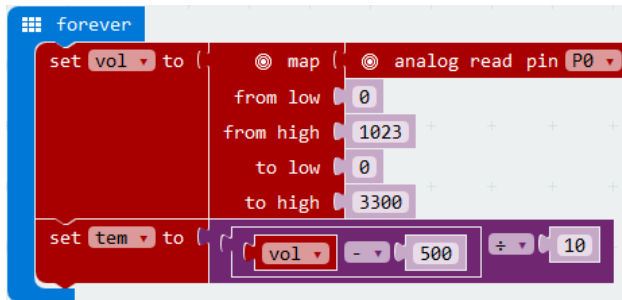 forever
set vol to ( map ( analog read pin P0
from low 0
from high 1023
to low 0
to high 3300
set tem to ( ( ( vol - ( 500 ÷ ( 10